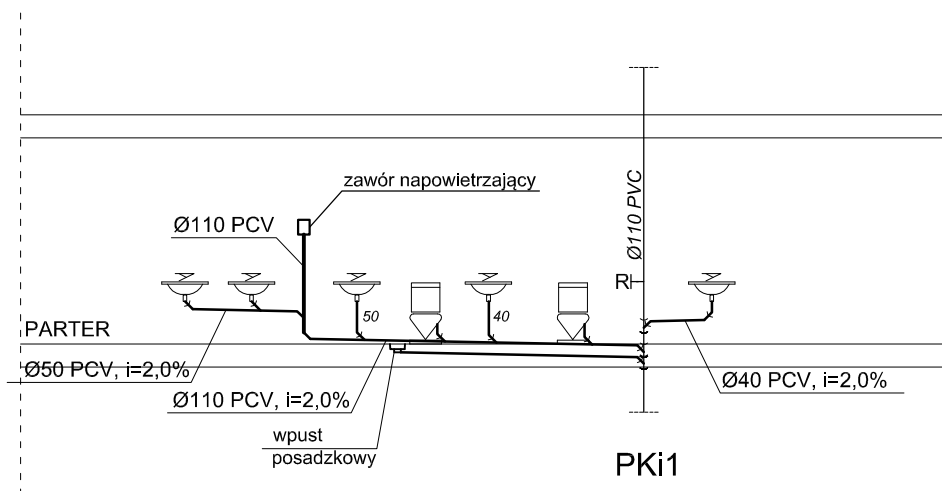 zawór napowietrzający
Ø110 PCV
Ø110 PVC
R
50
40
PARTER
Ø50 PCV, i=2,0%
Ø40 PCV, i=2,0%
Ø110 PCV, i=2,0%
wpust
posadzkowy
PKi1